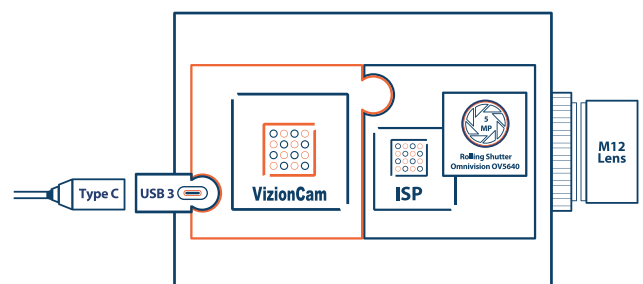 Type C
USB 3
VizionCam
ISP
5
MP
Rolling Shutter
Omnivision OV5640
M12
Lens